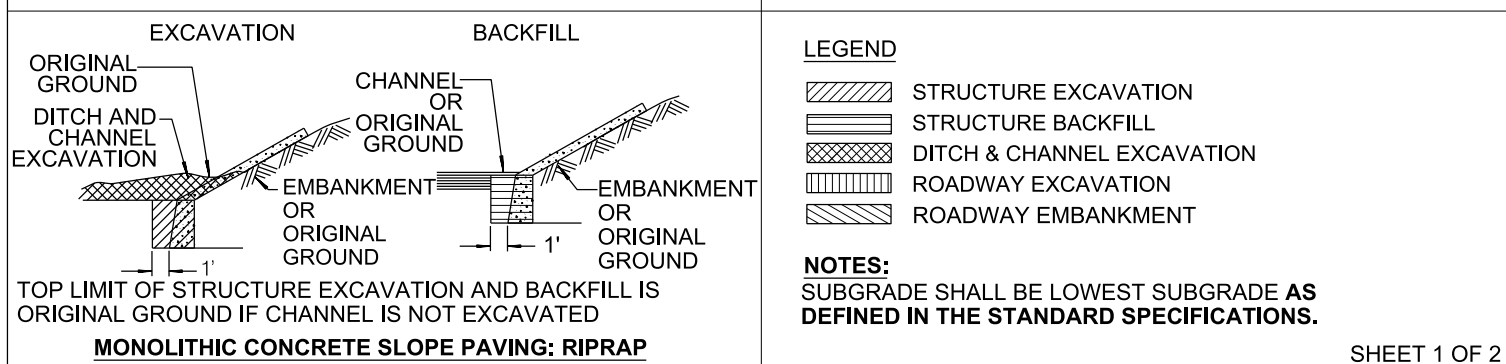 EXCAVATION
BACKFILL
ORIGINAL
GROUND
DITCH AND
CHANNEL
EXCAVATION
EMBANKMENT
OR
ORIGINAL
GROUND
1'
CHANNEL
OR
ORIGINAL
GROUND
EMBANKMENT
OR
ORIGINAL
GROUND
1'
TOP LIMIT OF STRUCTURE EXCAVATION AND BACKFILL IS
ORIGINAL GROUND IF CHANNEL IS NOT EXCAVATED
MONOLITHIC CONCRETE SLOPE PAVING: RIPRAP
LEGEND
STRUCTURE EXCAVATION
STRUCTURE BACKFILL
DITCH & CHANNEL EXCAVATION
ROADWAY EXCAVATION
ROADWAY EMBANKMENT
NOTES:
SUBGRADE SHALL BE LOWEST SUBGRADE AS
DEFINED IN THE STANDARD SPECIFICATIONS.
SHEET 1 OF 2